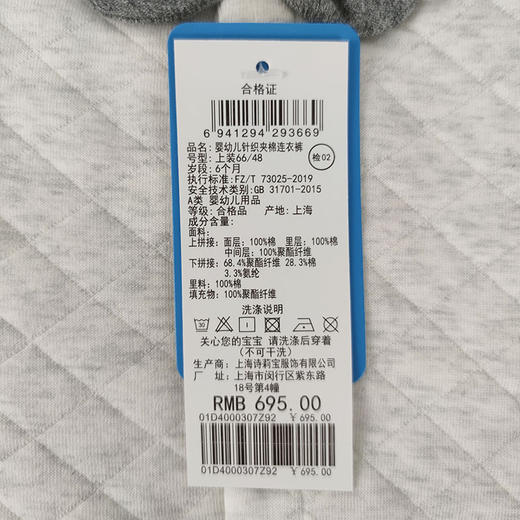 合格证
6 941294 293669
品名: 婴幼儿针织夹棉连衣裤
号型: 上装66/48
检02
岁段: 6个月
执行标准: FZ/T 73025-2019
安全技术类别: GB 31701-2015
A类 婴幼儿用品
等级: 合格品 产地: 上海
成分含量:
面料:
上拼接: 面层: 100%棉 里层: 100%棉
中间层: 100%聚酯纤维
下拼接: 68.4%聚酯纤维 28.3%棉
3.3%氨纶
里料: 100%棉
填充物: 100%聚酯纤维
洗涤说明
30
关心您的宝宝 请洗涤后穿着
(不可干洗)
生产商: 上海诗莉宝服饰有限公司
厂 址: 上海市闵行区紫东路
18号第4幢
RMB 695.00
01D4000307Z92 ¥695.00
01D4000307Z92 ¥695.00